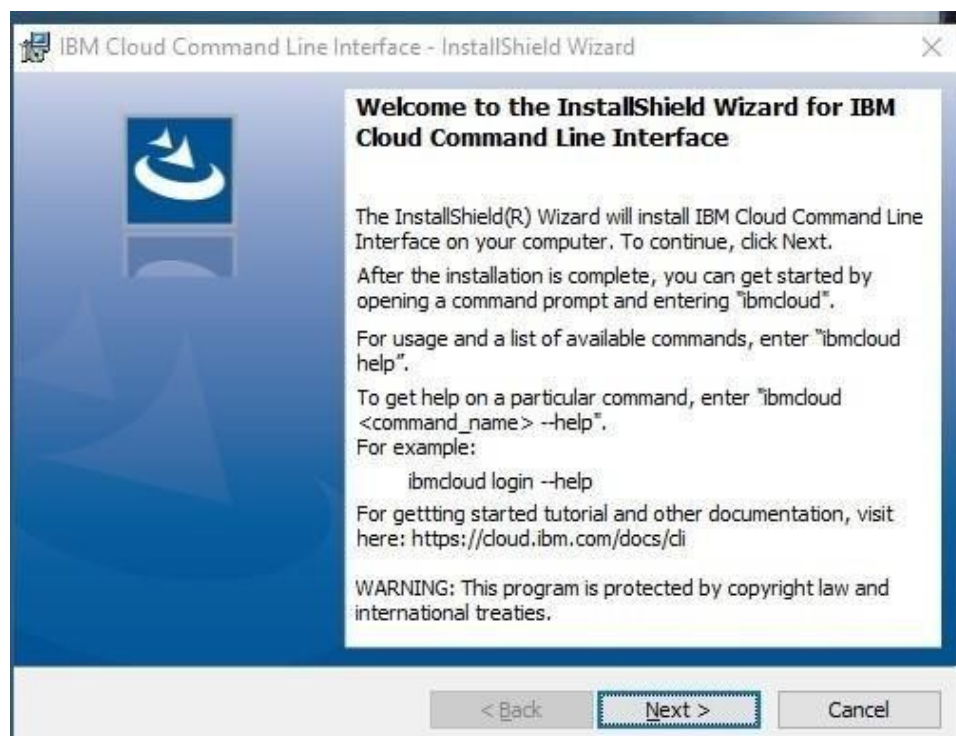 IBM Cloud Command Line Interface - InstallShield Wizard
Welcome to the InstallShield Wizard for IBM
Cloud Command Line Interface
The InstallShield(R) Wizard will install IBM Cloud Command Line
Interface on your computer. To continue, click Next.
After the installation is complete, you can get started by
opening a command prompt and entering "ibmcloud".
For usage and a list of available commands, enter "ibmcloud
help".
To get help on a particular command, enter "ibmcloud
<command_name> --help".
For example:
ibmcloud login --help
For gettting started tutorial and other documentation, visit
here: https://cloud.ibm.com/docs/cli
WARNING: This program is protected by copyright law and
international treaties.
< Back
Next >
Cancel